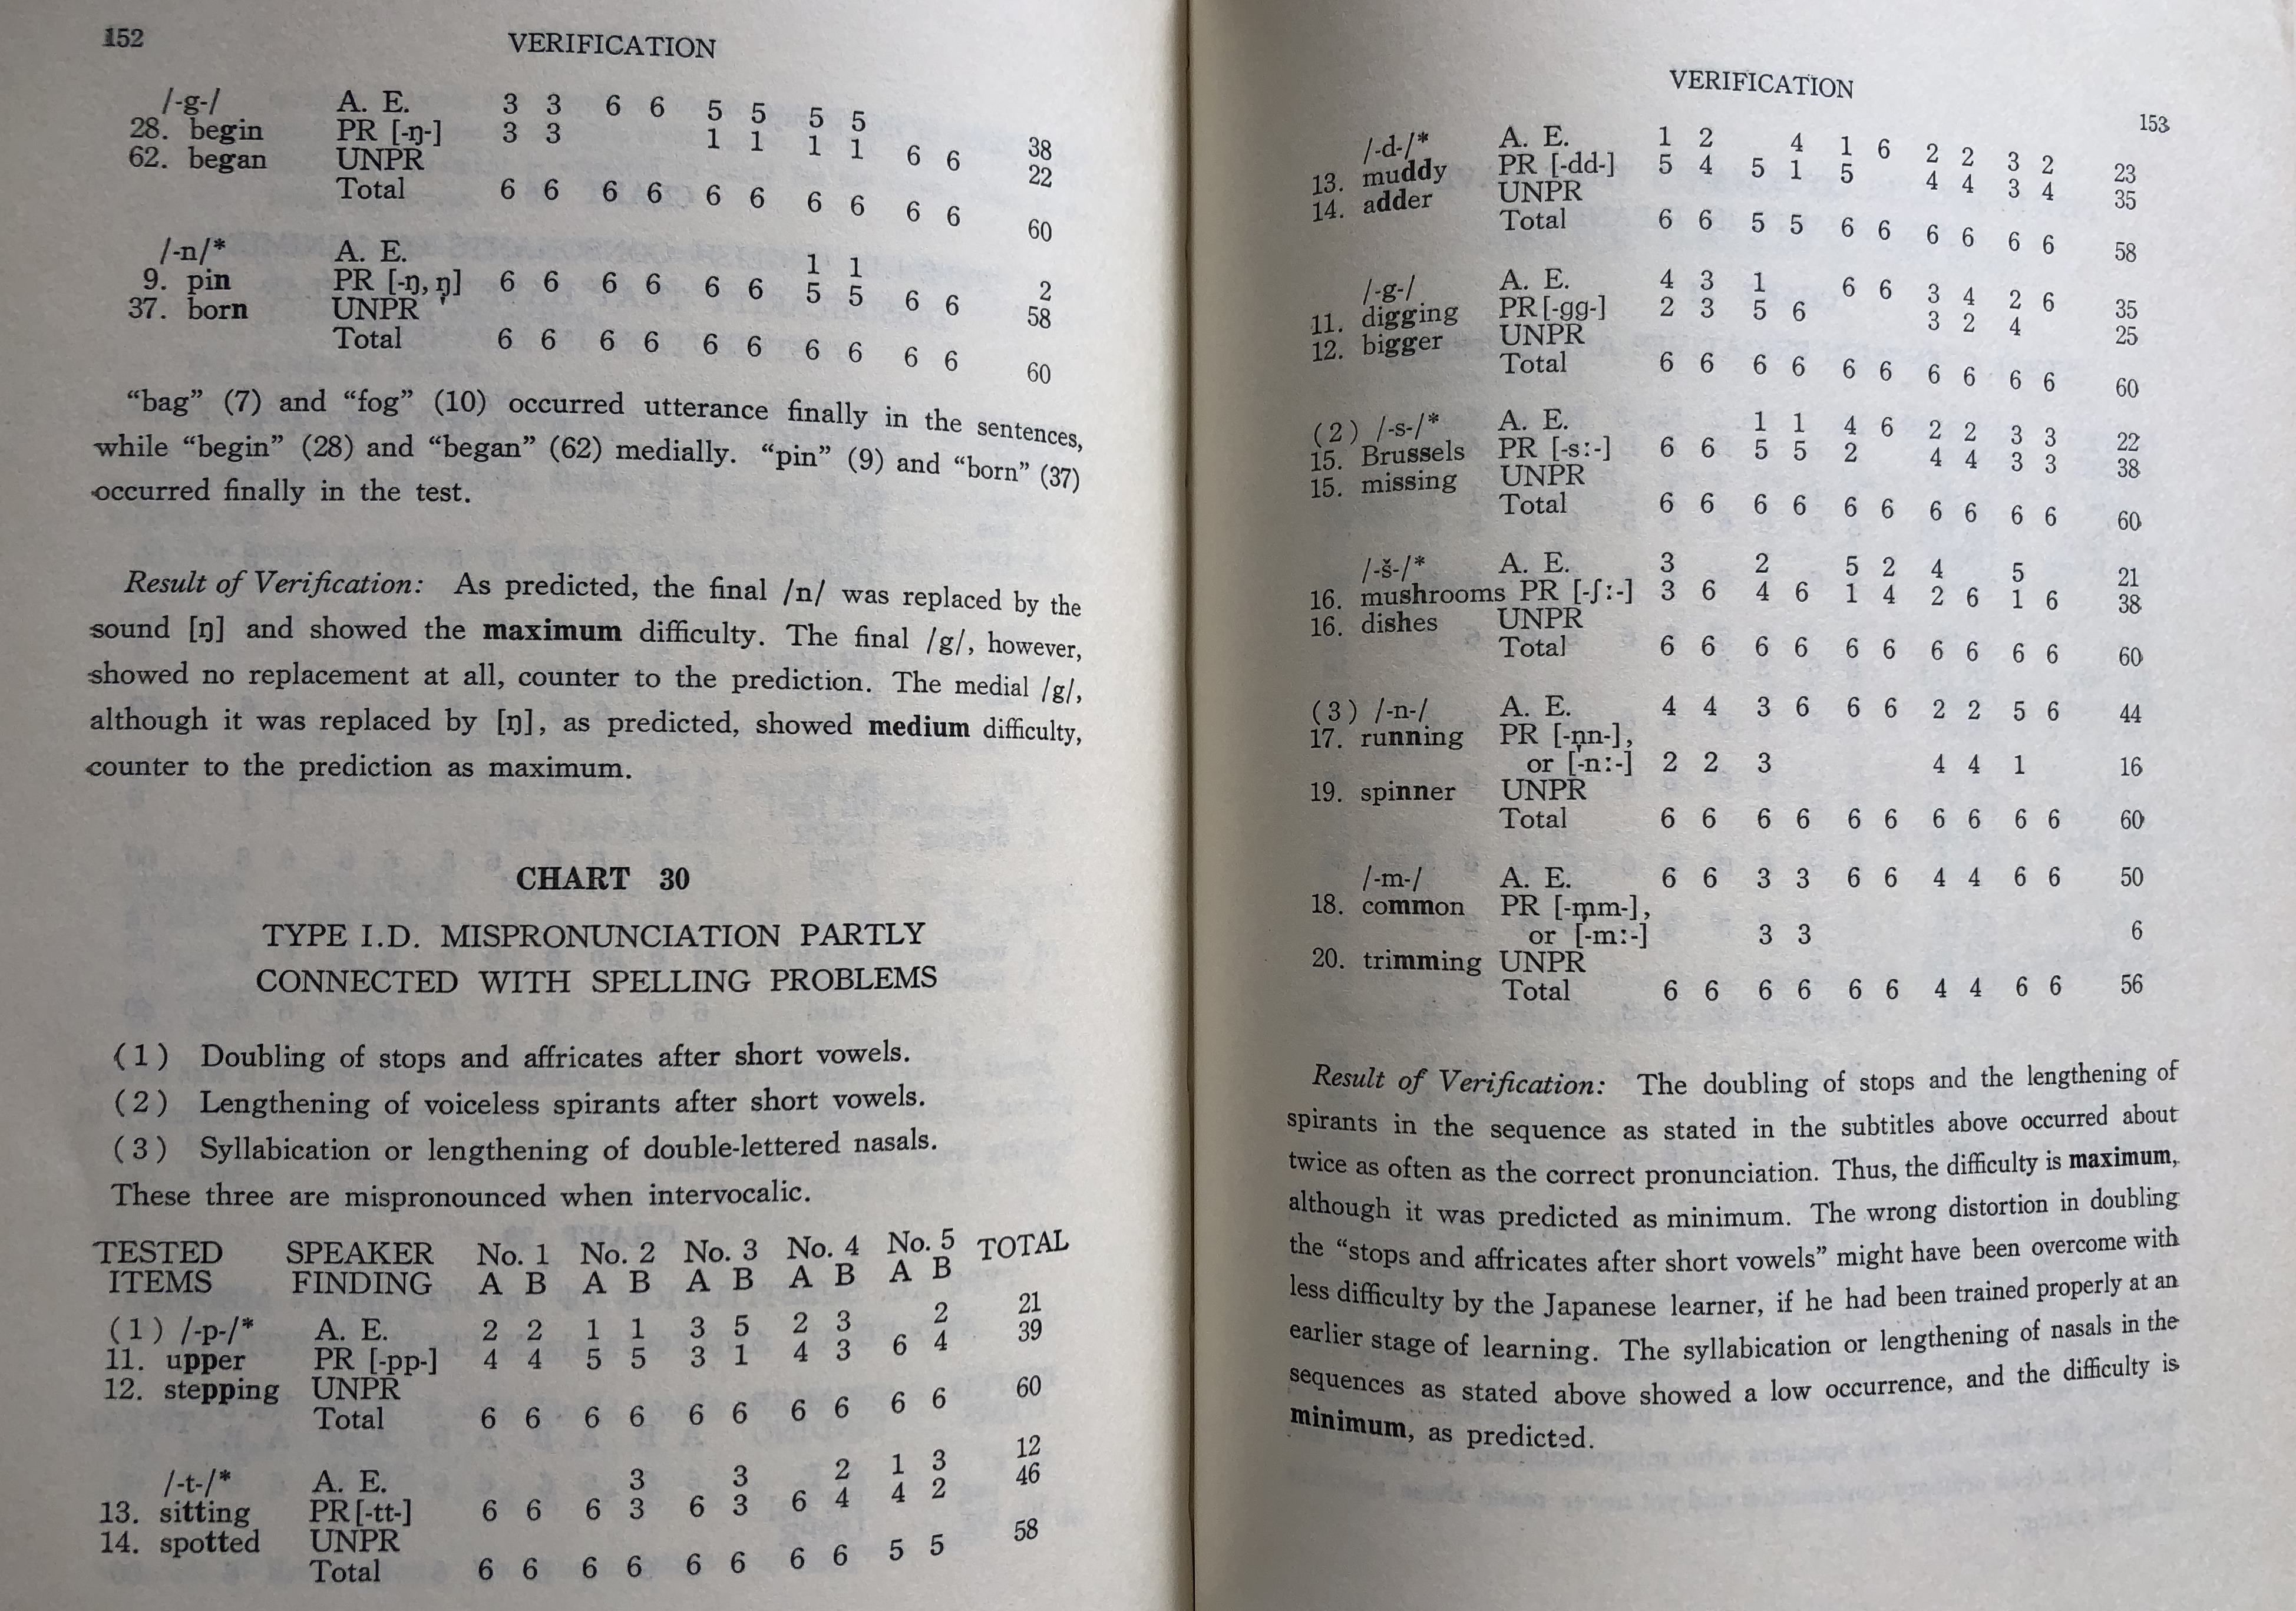 152
VERIFICATION
/-g-/ A. E. 3 3 6 6 5 5 5 5 38
28. begin PR [-ŋ-] 3 3 1 1 1 1 6 6 22
62. began UNPR
Total 6 6 6 6 6 6 6 6 6 6 60
/-n/* A. E. 1 1 2
9. pin PR [-ŋ, ŋ̩] 6 6 6 6 6 6 5 5 6 6 58
37. born UNPR
Total 6 6 6 6 6 6 6 6 6 6 60
“bag” (7) and “fog” (10) occurred utterance finally in the sentences,
while “begin” (28) and “began” (62) medially. “pin” (9) and “born” (37)
occurred finally in the test.
Result of Verification: As predicted, the final /n/ was replaced by the
sound [ŋ] and showed the maximum difficulty. The final /g/, however,
showed no replacement at all, counter to the prediction. The medial /g/,
although it was replaced by [ŋ], as predicted, showed medium difficulty,
counter to the prediction as maximum.
CHART 30
TYPE I.D. MISPRONUNCIATION PARTLY
CONNECTED WITH SPELLING PROBLEMS
(1) Doubling of stops and affricates after short vowels.
(2) Lengthening of voiceless spirants after short vowels.
(3) Syllabication or lengthening of double-lettered nasals.
These three are mispronounced when intervocalic.
TESTED SPEAKER No. 1 No. 2 No. 3 No. 4 No. 5 TOTAL
ITEMS FINDING A B A B A B A B A B
(1) /-p-/* A. E. 2 2 1 1 3 5 2 3 2 21
11. upper PR [-pp-] 4 4 5 5 3 1 4 3 6 4 39
12. stepping UNPR
Total 6 6 6 6 6 6 6 6 6 6 60
/-t-/* A. E. 3 3 2 1 3 12
13. sitting PR [-tt-] 6 6 6 3 6 3 6 4 4 2 46
14. spotted UNPR
Total 6 6 6 6 6 6 6 6 5 5 58
VERIFICATION
153
/-d-/* A. E. 1 2 4 1 6 2 2 3 2 23
13. muddy PR [-dd-] 5 4 5 1 5 4 4 3 4 35
14. adder UNPR
Total 6 6 5 5 6 6 6 6 6 6 58
/-g-/ A. E. 4 3 1 6 6 3 4 2 6 35
11. digging PR [-gg-] 2 3 5 6 3 2 4 25
12. bigger UNPR
Total 6 6 6 6 6 6 6 6 6 6 60
(2) /-s-/* A. E. 1 1 4 6 2 2 3 3 22
15. Brussels PR [-s:-] 6 6 5 5 2 4 4 3 3 38
15. missing UNPR
Total 6 6 6 6 6 6 6 6 6 6 60
/-š-/* A. E. 3 2 5 2 4 5 21
16. mushrooms PR [-ʃ:-] 3 6 4 6 1 4 2 6 1 6 38
16. dishes UNPR
Total 6 6 6 6 6 6 6 6 6 6 60
(3) /-n-/ A. E. 4 4 3 6 6 6 2 2 5 6 44
17. running PR [-n̩n-],
or [-n:-] 2 2 3 4 4 1 16
19. spinner UNPR
Total 6 6 6 6 6 6 6 6 6 6 60
/-m-/ A. E. 6 6 3 3 6 6 4 4 6 6 50
18. common PR [-m̩m-],
or [-m:-] 3 3 6
20. trimming UNPR
Total 6 6 6 6 6 6 4 4 6 6 56
Result of Verification: The doubling of stops and the lengthening of
spirants in the sequence as stated in the subtitles above occurred about
twice as often as the correct pronunciation. Thus, the difficulty is maximum,
although it was predicted as minimum. The wrong distortion in doubling
the “stops and affricates after short vowels” might have been overcome with
less difficulty by the Japanese learner, if he had been trained properly at an
earlier stage of learning. The syllabication or lengthening of nasals in the
sequences as stated above showed a low occurrence, and the difficulty is
minimum, as predicted.